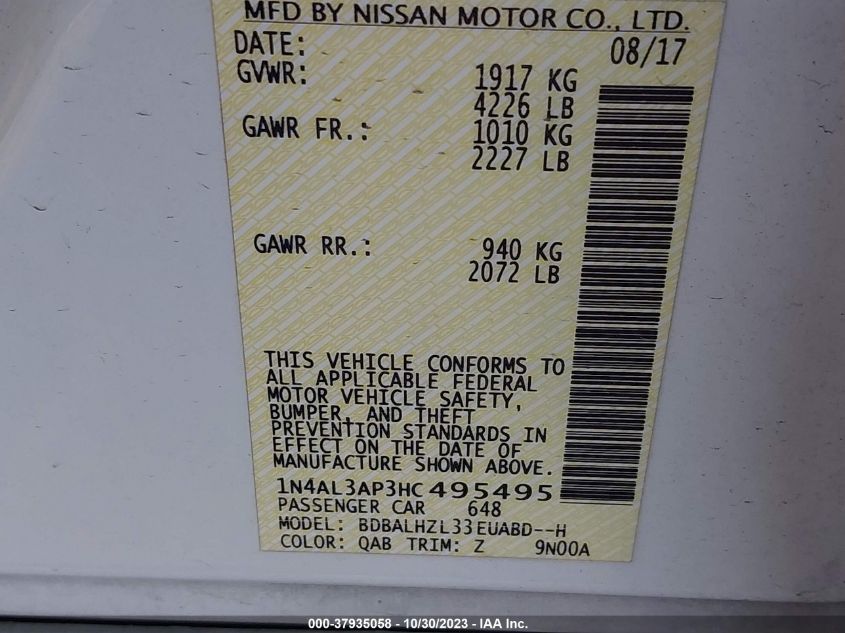 MFD BY NISSAN MOTOR CO., LTD.
DATE: 08/17
GVWR: 1917 KG
4226 LB
GAWR FR.: 1010 KG
2227 LB
GAWR RR.: 940 KG
2072 LB
THIS VEHICLE CONFORMS TO
ALL APPLICABLE FEDERAL
MOTOR VEHICLE SAFETY,
BUMPER, AND THEFT
PREVENTION STANDARDS IN
EFFECT ON THE DATE OF
MANUFACTURE SHOWN ABOVE.
1N4AL3AP3HC495495
PASSENGER CAR 648
MODEL: BDBALHZL33EUABD--H
COLOR: QAB TRIM: Z 9N00A
000-37935058 - 10/30/2023 - IAA Inc.